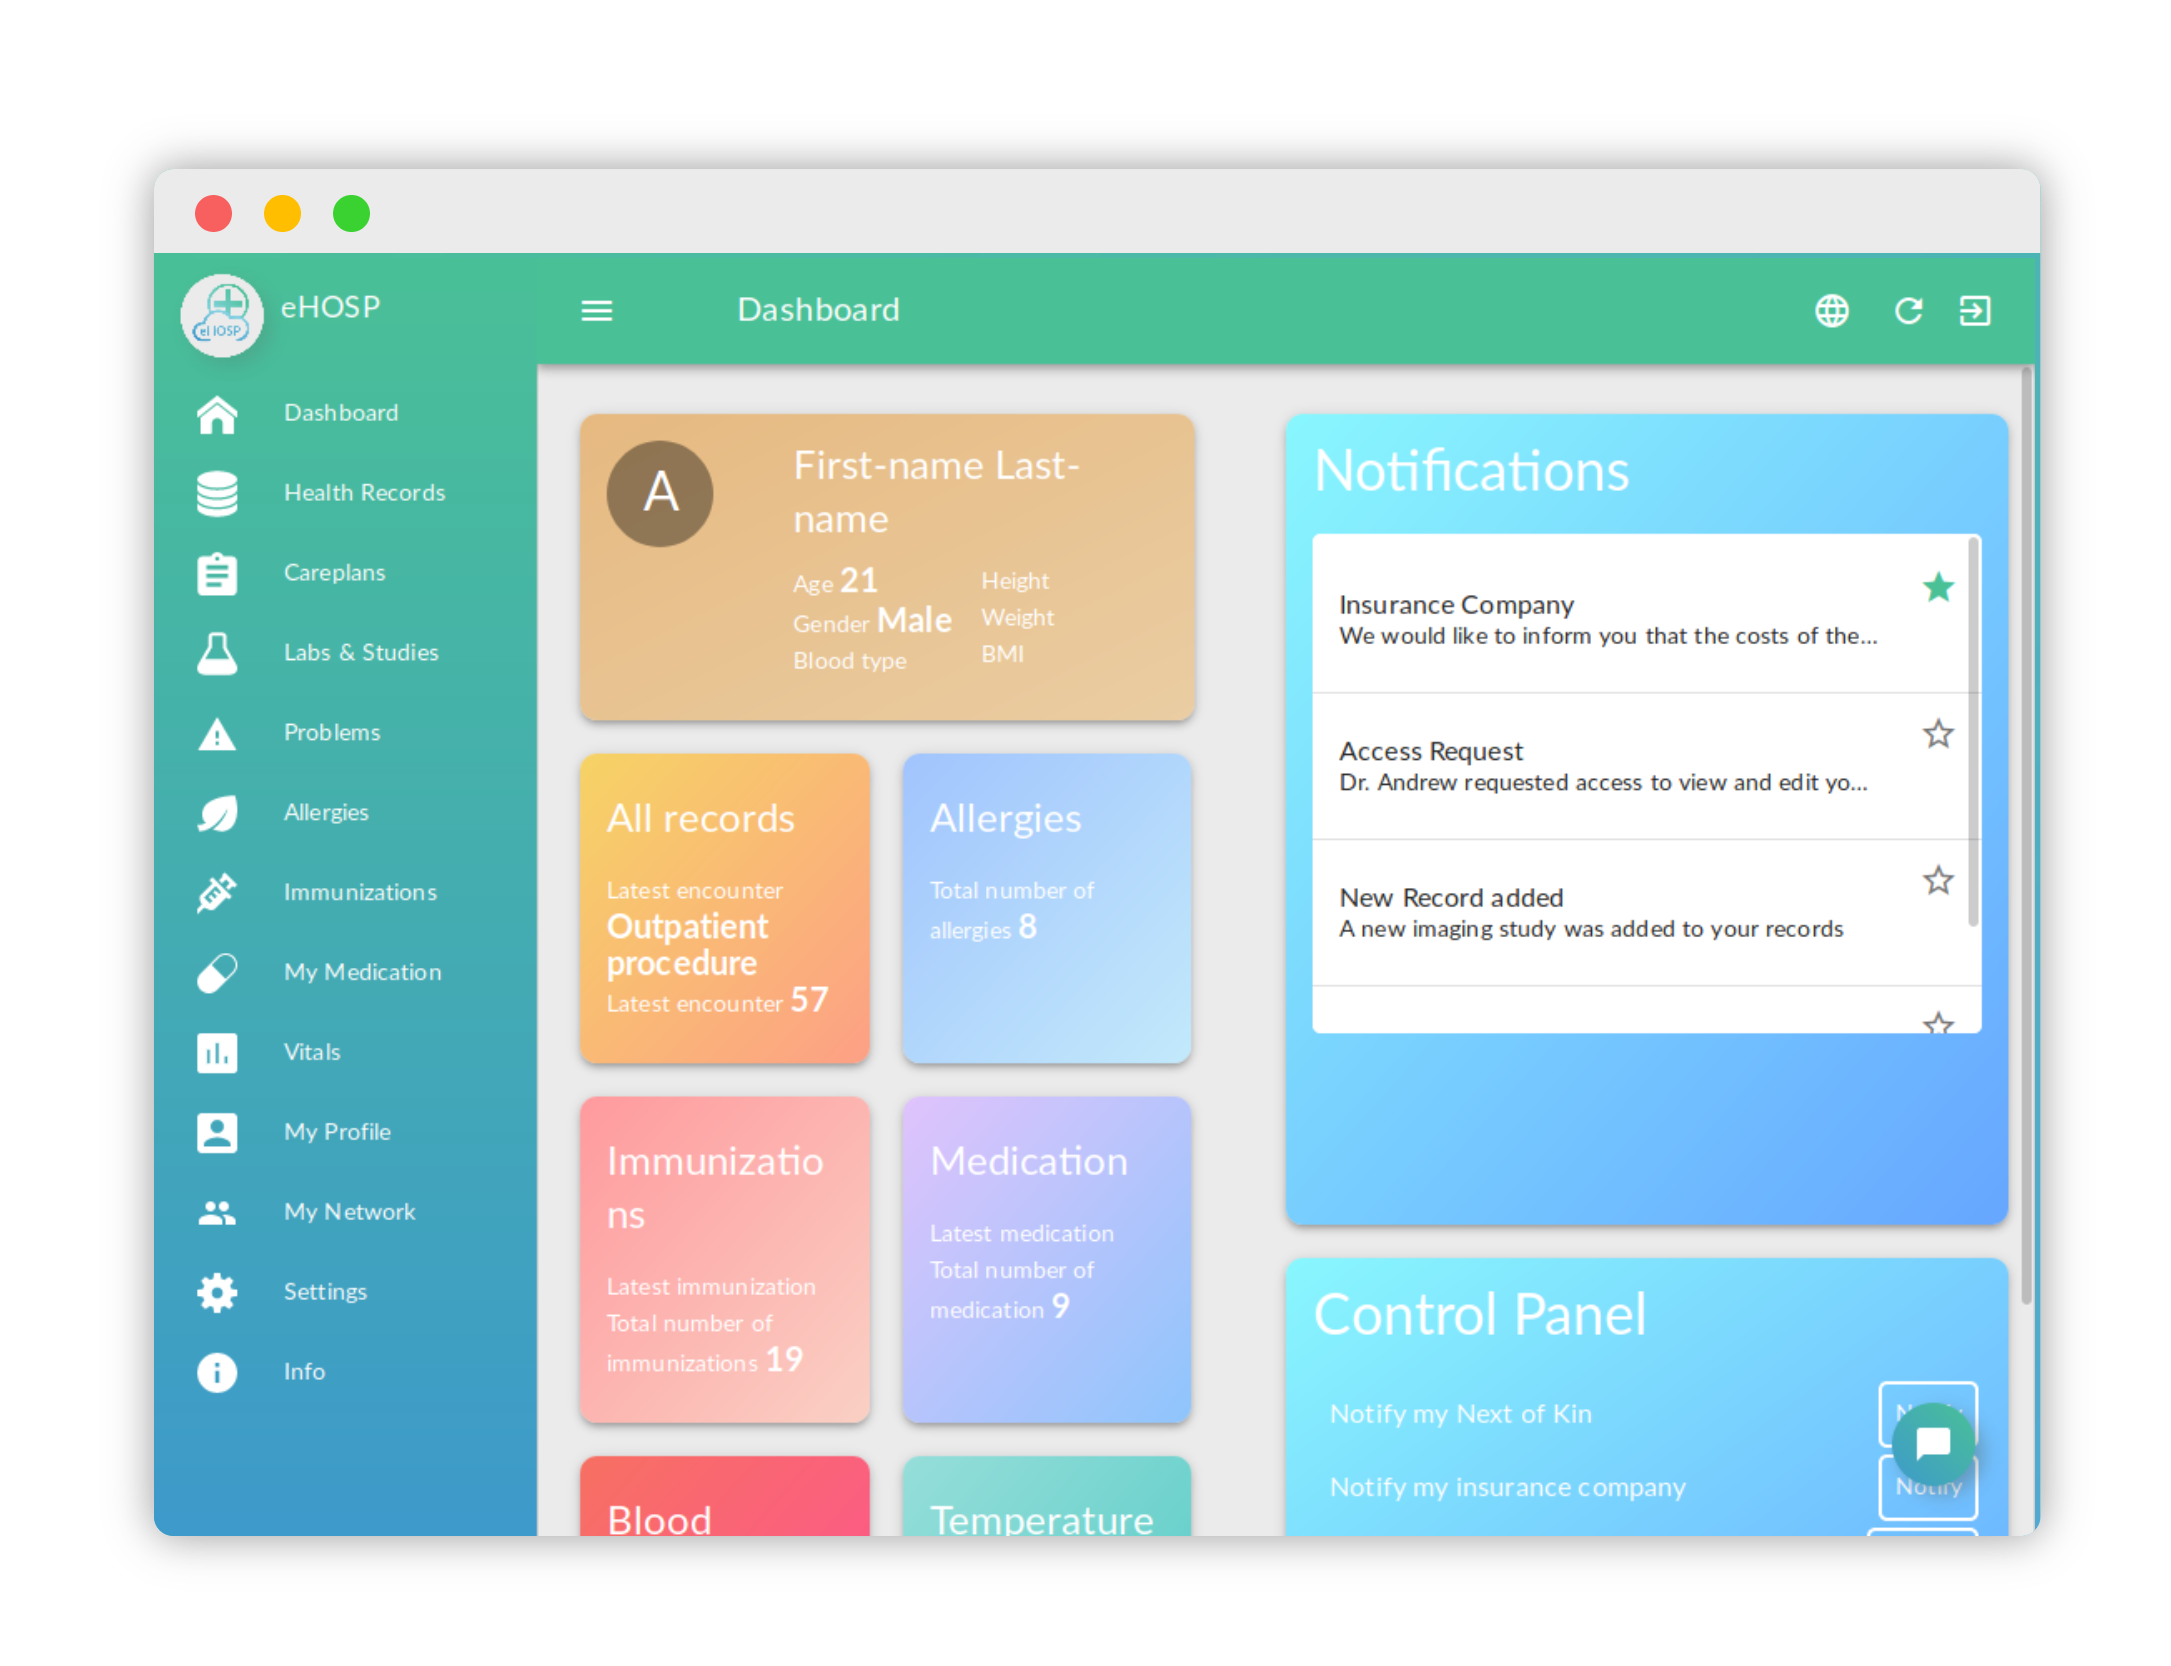 eHOSP
eHOSP
Dashboard
Dashboard
Health Records
Careplans
Labs & Studies
Problems
Allergies
Immunizations
My Medication
Vitals
My Profile
My Network
Settings
Info
A
First-name Last-
name
Age 21
Gender Male
Blood type
Height
Weight
BMI
All records
Latest encounter
Outpatient
procedure
Latest encounter 57
Allergies
Total number of
allergies 8
Immunizatio
ns
Latest immunization
Total number of
immunizations 19
Medication
Latest medication
Total number of
medication 9
Blood
Temperature
Notifications
Insurance Company
We would like to inform you that the costs of the...
Access Request
Dr. Andrew requested access to view and edit yo...
New Record added
A new imaging study was added to your records
Control Panel
Notify my Next of Kin
Notify my insurance company
Notify